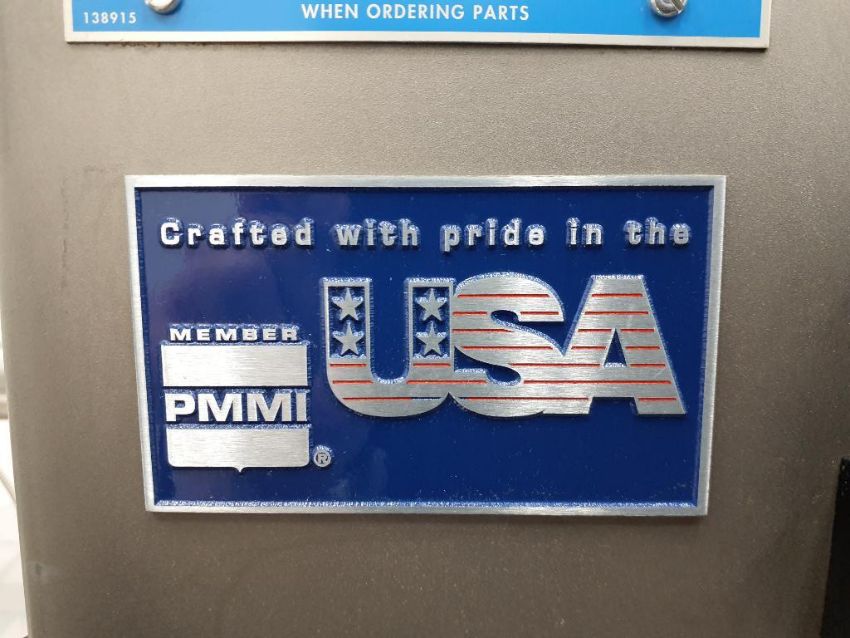 138915
WHEN ORDERING PARTS
Crafted with pride in the
USA
MEMBER
PMMI
®